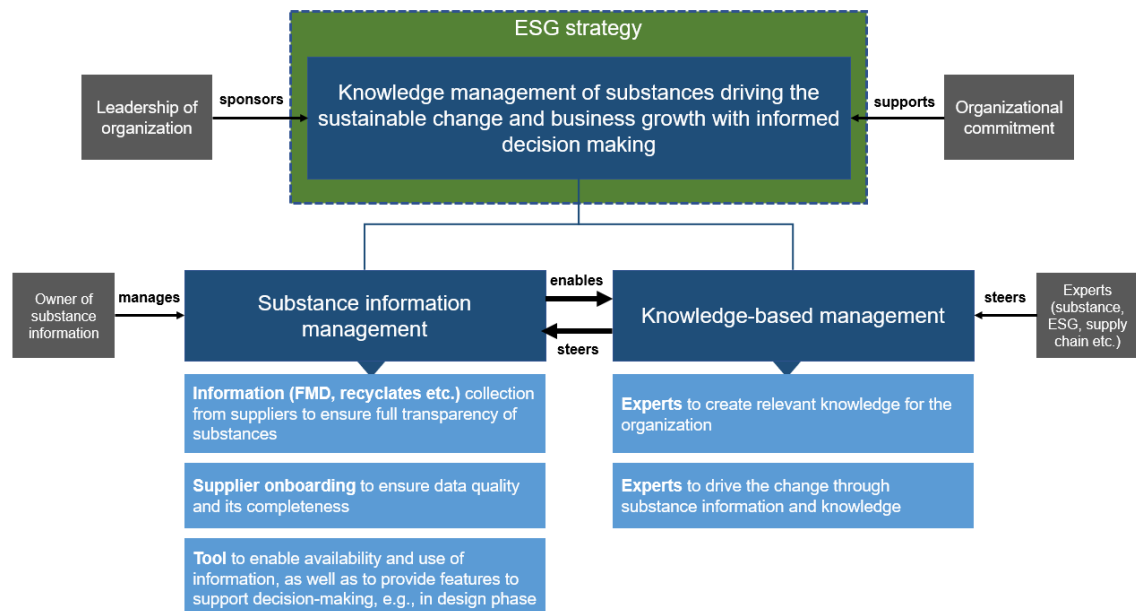 ESG strategy
Leadership of
organization
sponsors
Knowledge management of substances driving the
sustainable change and business growth with informed
decision making
supports
Organizational
commitment
Owner of
substance
information
manages
Substance information
management
enables
steers
Knowledge-based management
steers
Experts
(substance,
ESG, supply
chain etc.)
Information (FMD, recyclates etc.) collection
from suppliers to ensure full transparency of
substances
Supplier onboarding to ensure data quality
and its completeness
Tool to enable availability and use of
information, as well as to provide features to
support decision-making, e.g., in design phase
Experts to create relevant knowledge for the
organization
Experts to drive the change through
substance information and knowledge